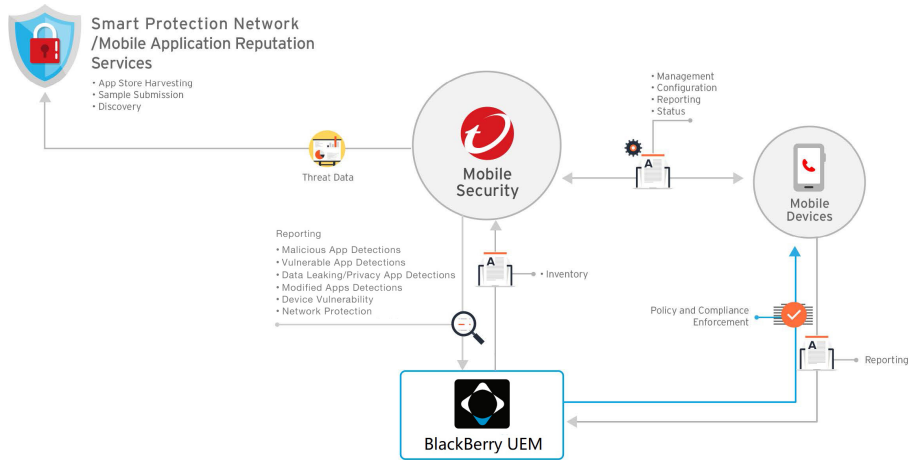 Smart Protection Network
/Mobile Application Reputation
Services
• App Store Harvesting
• Sample Submission
• Discovery
Threat Data
Mobile
Security
• Management
• Configuration
• Reporting
• Status
A
Mobile
Devices
Reporting
• Malicious App Detections
• Vulnerable App Detections
• Data Leaking/Privacy App Detections
• Modified Apps Detections
• Device Vulnerability
• Network Protection
A
• Inventory
Policy and Compliance
Enforcement
A
Reporting
BlackBerry UEM